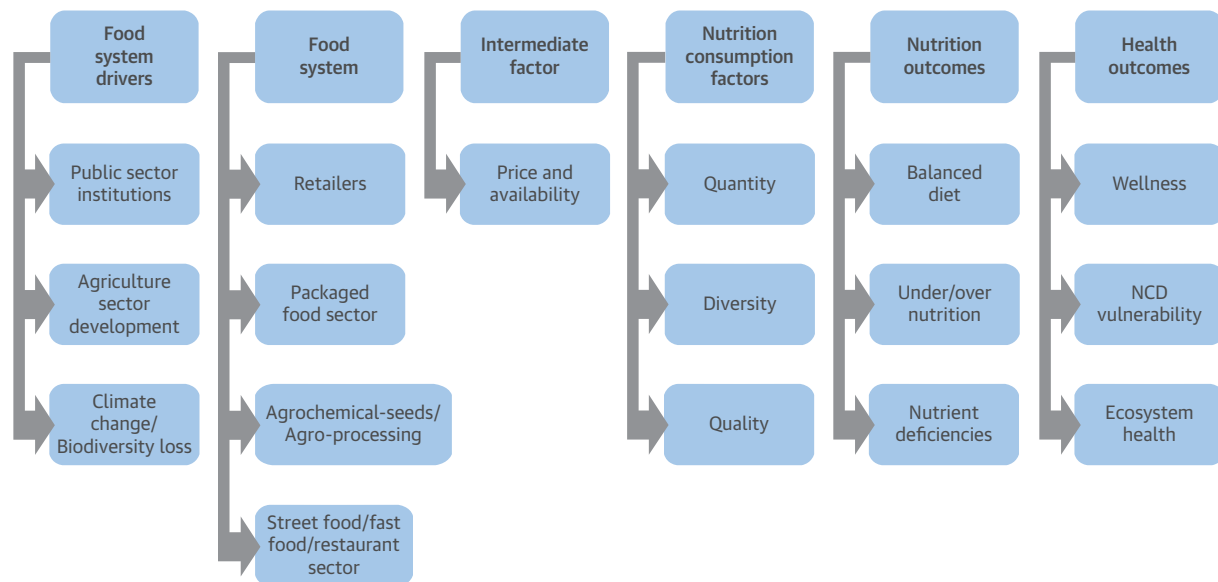 Food
system
drivers
Public sector
institutions
Agriculture
sector
development
Climate
change/
Biodiversity loss
Food
system
Retailers
Packaged
food sector
Agrochemical-seeds/
Agro-processing
Street food/fast
food/restaurant
sector
Intermediate
factor
Price and
availability
Nutrition
consumption
factors
Quantity
Diversity
Quality
Nutrition
outcomes
Balanced
diet
Under/over
nutrition
Nutrient
deficiencies
Health
outcomes
Wellness
NCD
vulnerability
Ecosystem
health